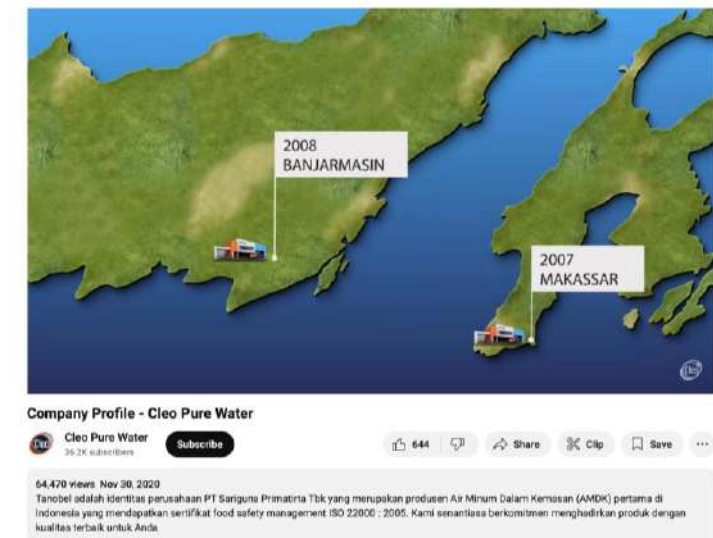 2008
BANJARMASIN
2007
MAKASSAR
Cleo
Company Profile - Cleo Pure Water
Cleo
Cleo Pure Water
36.2K subscribers
Subscribe
644
Share
Clip
Save
64,470 views Nov 30, 2020
Tanobel adalah identitas perusahaan PT Sariguna Primatirta Tbk yang merupakan produsen Air Minum Dalam Kemasan (AMDK) pertama di
Indonesia yang mendapatkan sertifikat food safety management ISO 22000 : 2005. Kami senantiasa berkomitmen menghadirkan produk dengan
kualitas terbaik untuk Anda